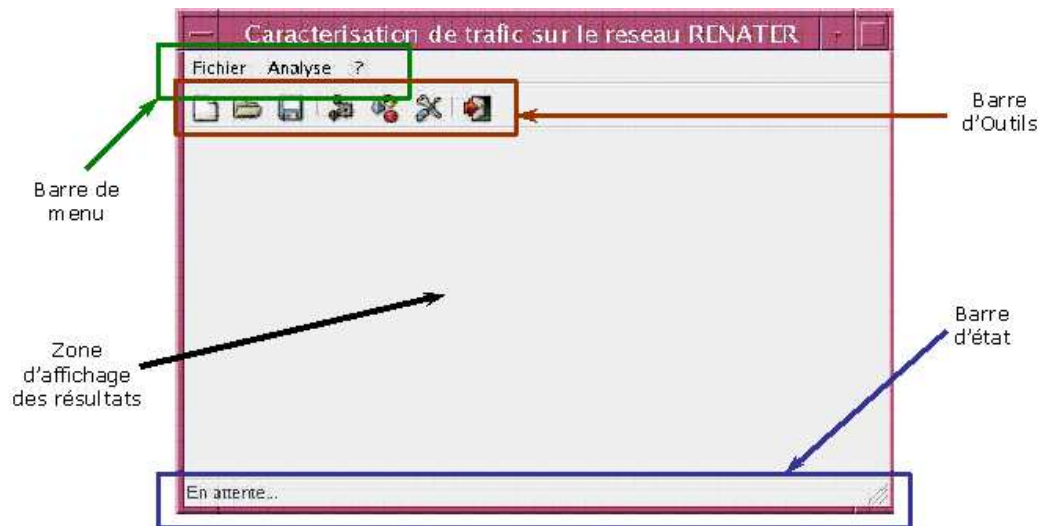 Caracterisation de trafic sur le reseau RENATER
Fichier Analyse ?
Barre
d'Outils
Barre de
menu
Barre
d'état
Zone
d'affichage
des résultats
En attente...